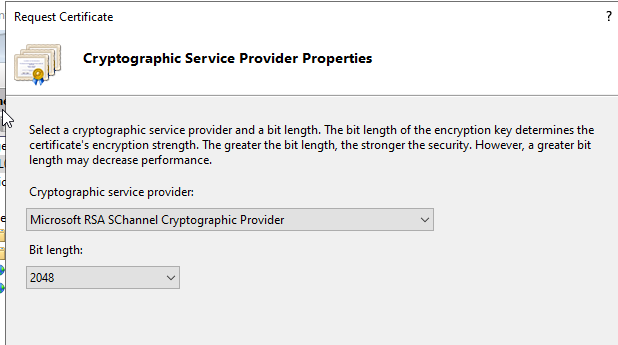 Request Certificate
?
Cryptographic Service Provider Properties
Select a cryptographic service provider and a bit length. The bit length of the encryption key determines the
certificate's encryption strength. The greater the bit length, the stronger the security. However, a greater bit
length may decrease performance.
Cryptographic service provider:
Microsoft RSA SChannel Cryptographic Provider
Bit length:
2048